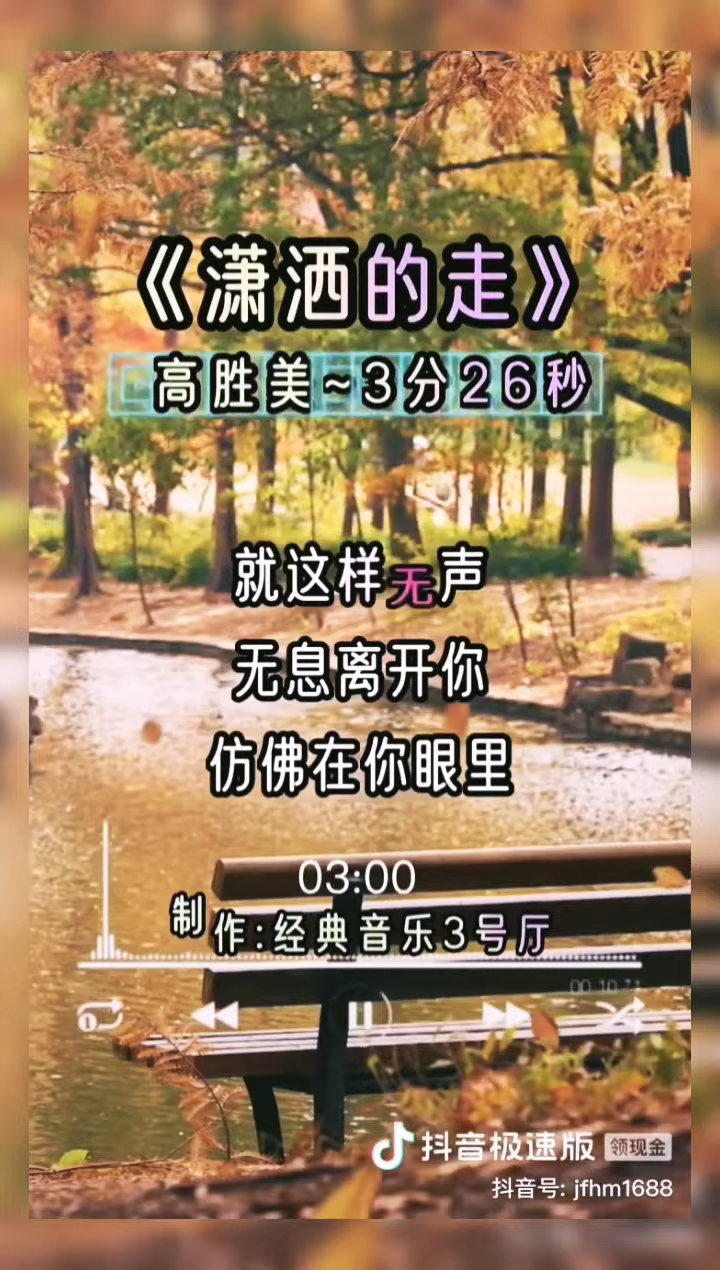 《潇洒的走》
高胜美~3分26秒
就这样无声
无息离开你
仿佛在你眼里
03:00
制作:经典音乐3号厅
1
抖音极速版 领现金
抖音号: jfhm1688